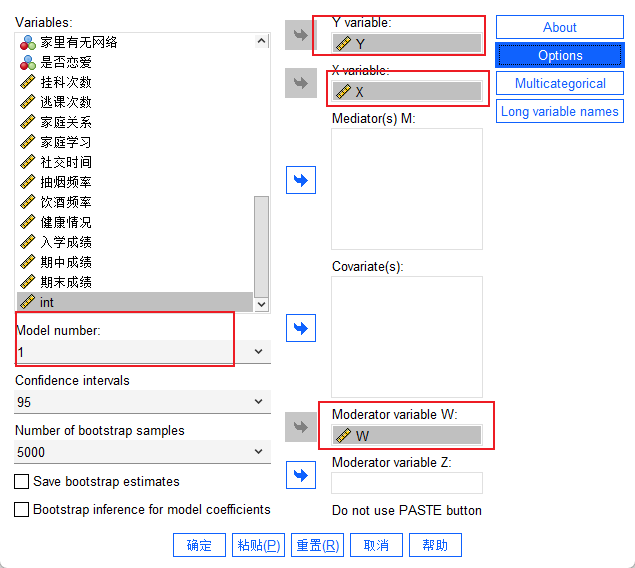 Variables:
家里有无网络
是否恋爱
挂科次数
逃课次数
家庭关系
家庭学习
社交时间
抽烟频率
饮酒频率
健康情况
入学成绩
期中成绩
期末成绩
int
Model number:
1
Confidence intervals
95
Number of bootstrap samples
5000
Save bootstrap estimates
Bootstrap inference for model coefficients
Y variable:
Y
X variable:
X
Mediator(s) M:
Covariate(s):
Moderator variable W:
W
Moderator variable Z:
Do not use PASTE button
About
Options
Multicategorical
Long variable names
确定
粘贴(P)
重置(R)
取消
帮助